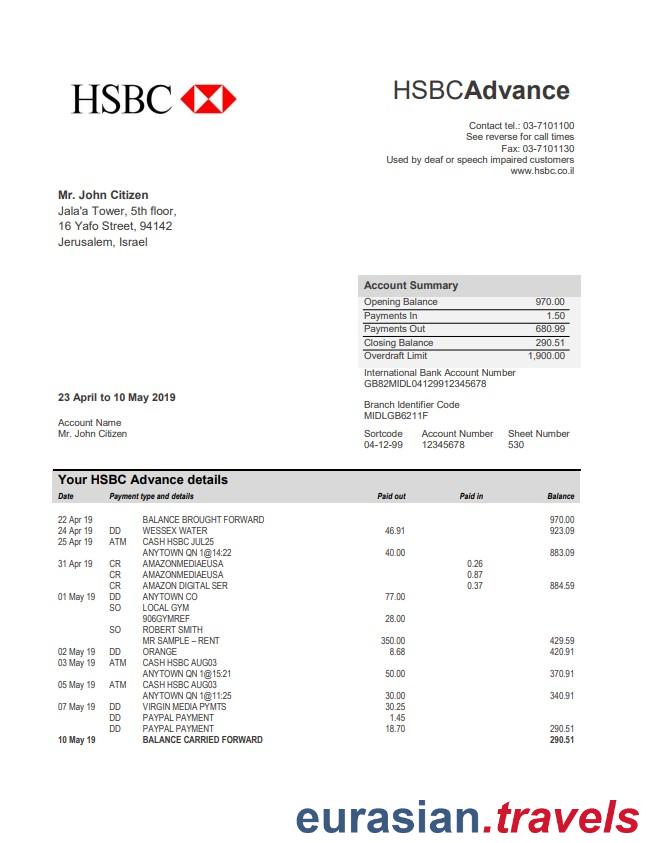 HSBC
HSBCAdvance
Contact tel.: 03-7101100
See reverse for call times
Fax: 03-7101130
Used by deaf or speech impaired customers
www.hsbc.co.il
Mr. John Citizen
Jala'a Tower, 5th floor,
16 Yafo Street, 94142
Jerusalem, Israel
Account Summary
Opening Balance 970.00
Payments In 1.50
Payments Out 680.99
Closing Balance 290.51
Overdraft Limit 1,900.00
International Bank Account Number
GB82MIDL04129912345678
23 April to 10 May 2019
Branch Identifier Code
MIDLGB6211F
Account Name
Mr. John Citizen
Sortcode Account Number Sheet Number
04-12-99 12345678 530
Your HSBC Advance details
Date Payment type and details Paid out Paid in Balance
22 Apr 19 BALANCE BROUGHT FORWARD 970.00
24 Apr 19 DD WESSEX WATER 46.91 923.09
25 Apr 19 ATM CASH HSBC JUL25
ANYTOWN QN 1@14:22 40.00 883.09
31 Apr 19 CR AMAZONMEDIAEUSA 0.26
CR AMAZONMEDIAEUSA 0.87
CR AMAZON DIGITAL SER 0.37 884.59
01 May 19 DD ANYTOWN CO 77.00
SO LOCAL GYM
906GYMREF 28.00
SO ROBERT SMITH
MR SAMPLE – RENT 350.00 429.59
02 May 19 DD ORANGE 8.68 420.91
03 May 19 ATM CASH HSBC AUG03
ANYTOWN QN 1@15:21 50.00 370.91
05 May 19 ATM CASH HSBC AUG03
ANYTOWN QN 1@11:25 30.00 340.91
07 May 19 DD VIRGIN MEDIA PYMTS 30.25
DD PAYPAL PAYMENT 1.45
DD PAYPAL PAYMENT 18.70 290.51
10 May 19 BALANCE CARRIED FORWARD 290.51
eurasian.travels